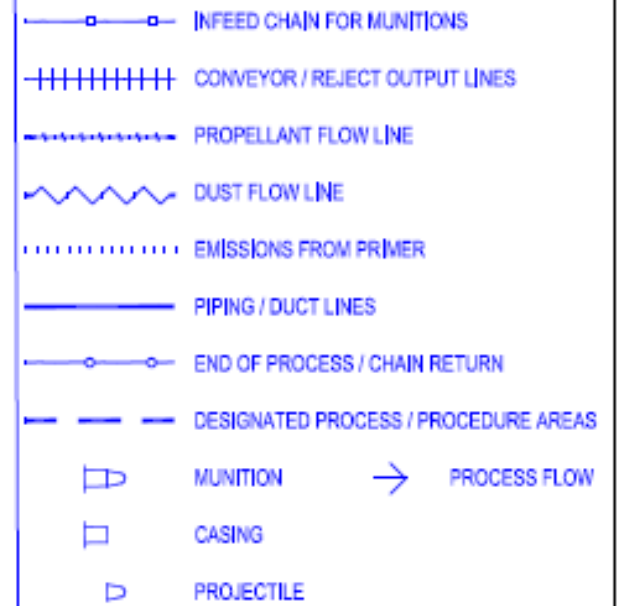 INFEED CHAIN FOR MUNITIONS
CONVEYOR / REJECT OUTPUT LINES
PROPELLANT FLOW LINE
DUST FLOW LINE
EMISSIONS FROM PRIMER
PIPING / DUCT LINES
END OF PROCESS / CHAIN RETURN
DESIGNATED PROCESS / PROCEDURE AREAS
MUNITION PROCESS FLOW
CASING
PROJECTILE